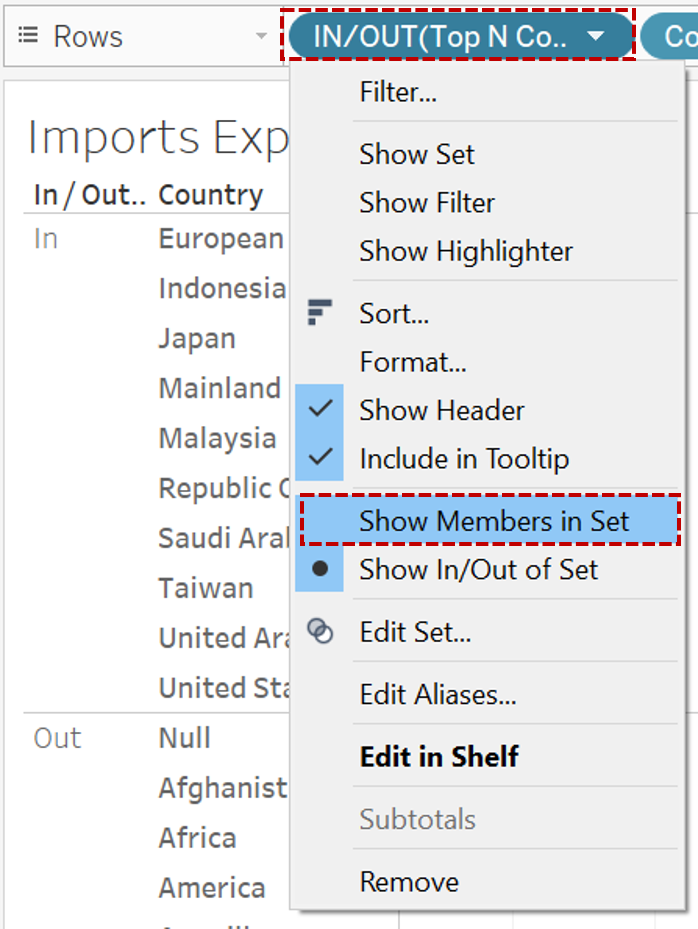 Rows
IN/OUT(Top N Co..
Co
Imports Exp
In / Out..
Country
In
European
Indonesia
Japan
Mainland
Malaysia
Republic
Saudi Aral
Taiwan
United Ara
United Sta
Out
Null
Afghanist
Africa
America
Filter...
Show Set
Show Filter
Show Highlighter
Sort...
Format...
Show Header
Include in Tooltip
Show Members in Set
Show In/Out of Set
Edit Set...
Edit Aliases...
Edit in Shelf
Subtotals
Remove